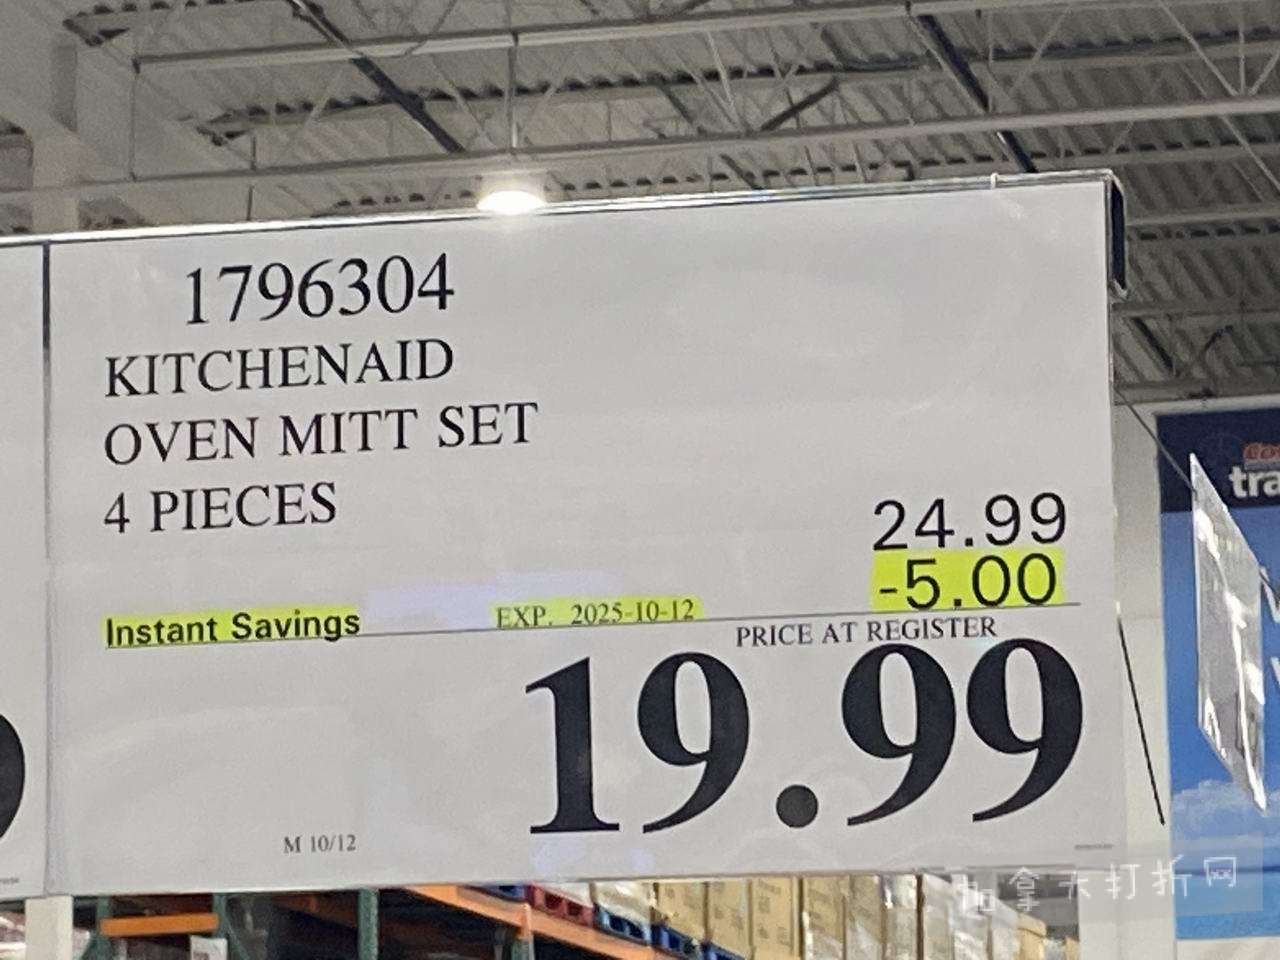 1796304
KITCHENAID
OVEN MITT SET
4 PIECES
24.99
-5.00
Instant Savings EXP. 2025-10-12
PRICE AT REGISTER
19.99
M 10/12
加拿大打折网